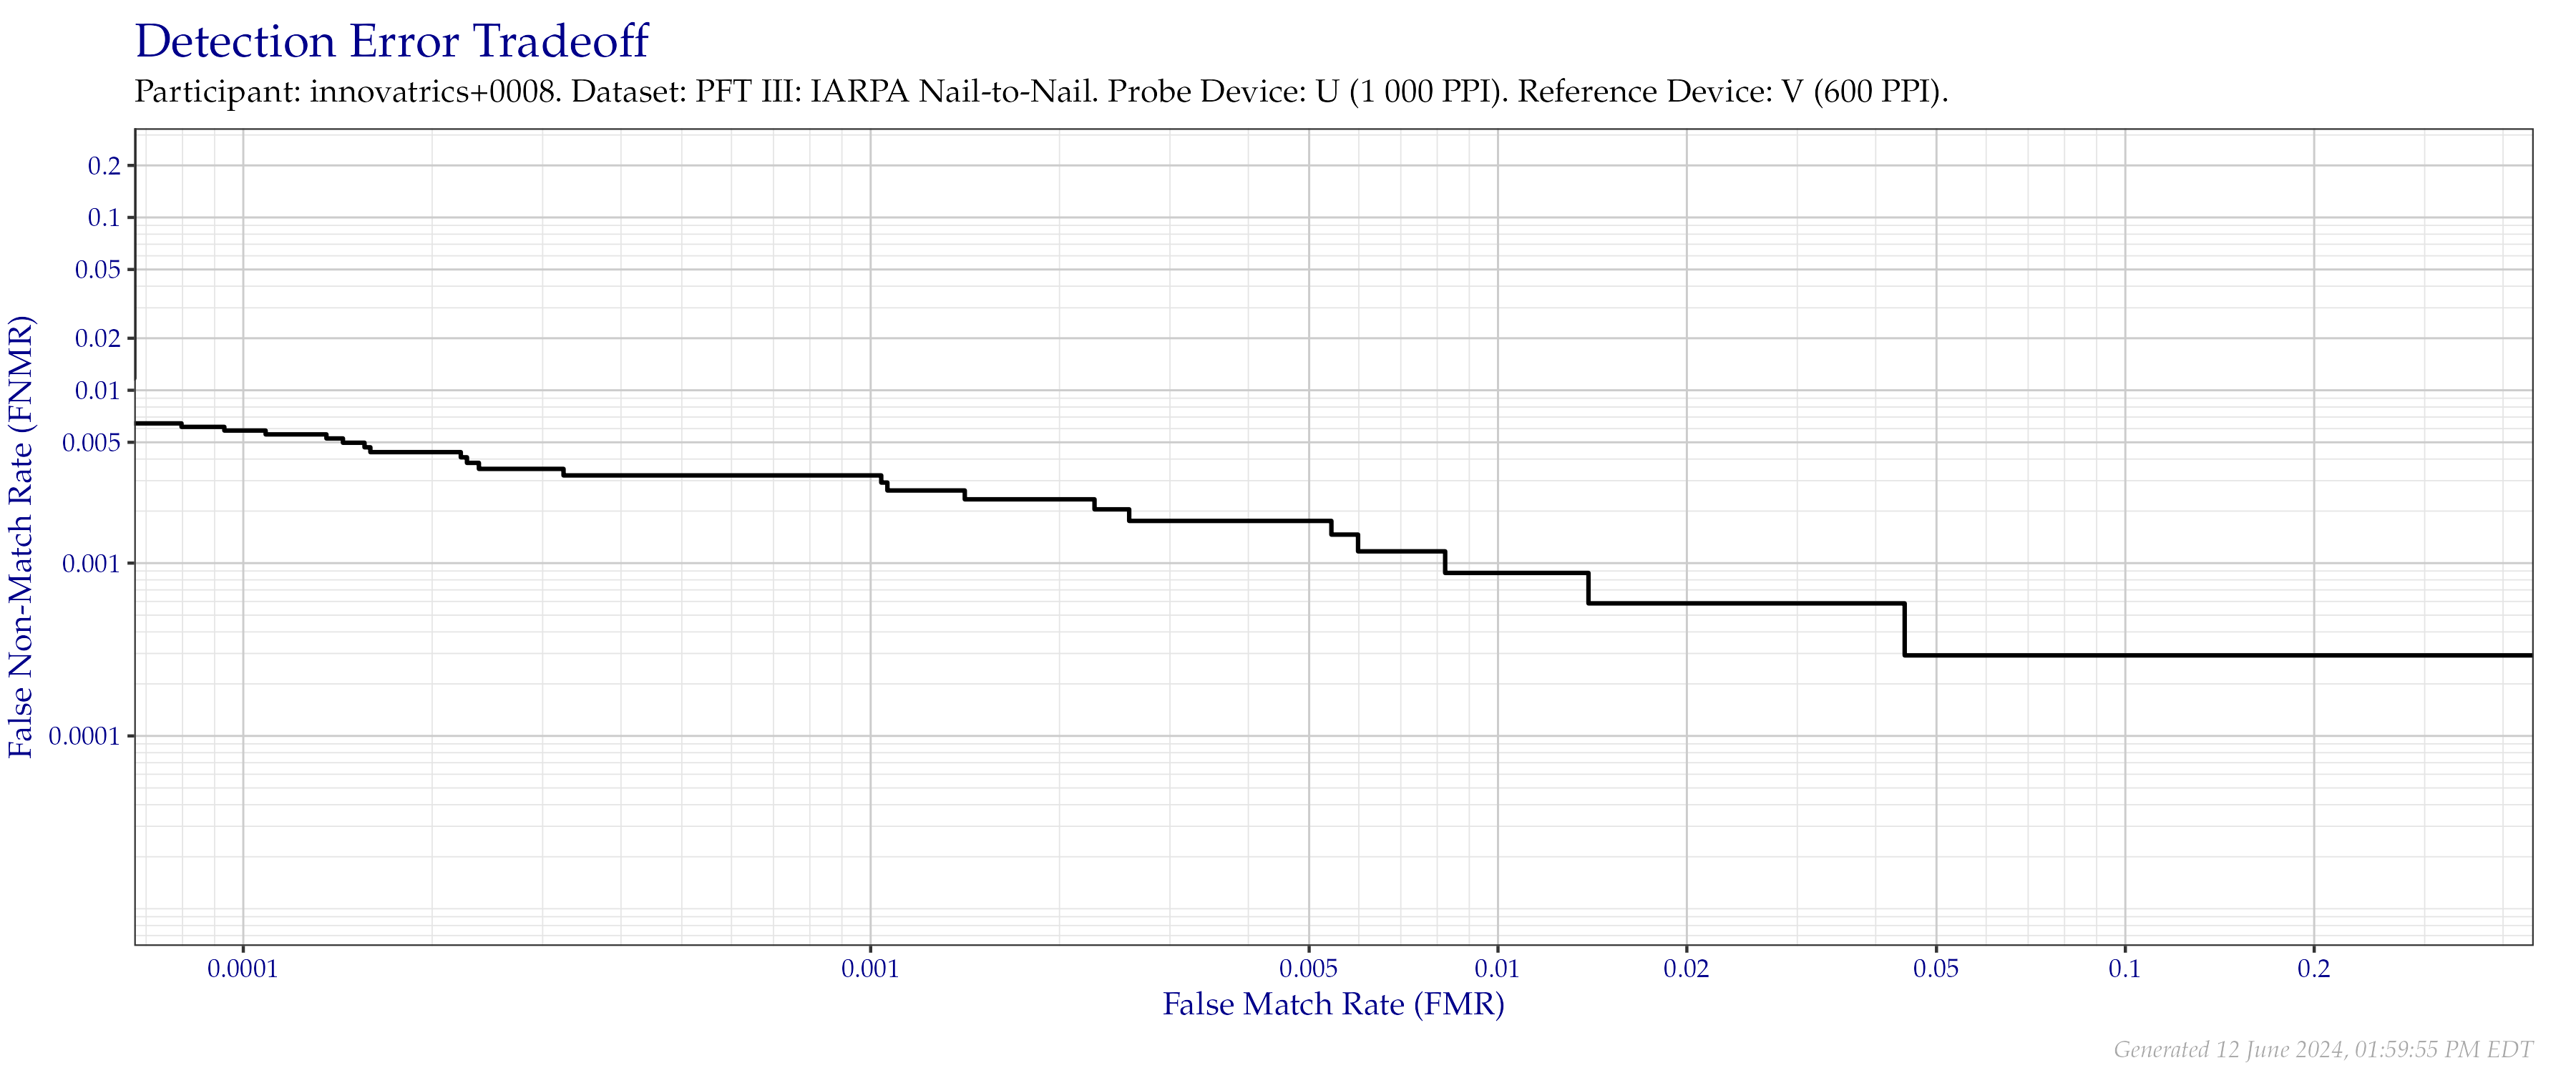 Detection Error Tradeoff
Participant: innovatrics+0008. Dataset: PFT III: IARPA Nail-to-Nail. Probe Device: U (1 000 PPI). Reference Device: V (600 PPI).
False Non-Match Rate (FNMR)
0.2
0.1
0.05
0.02
0.01
0.005
0.001
0.0001
0.0001 0.001 0.005 0.01 0.02 0.05 0.1 0.2
False Match Rate (FMR)
Generated 12 June 2024, 01:59:55 PM EDT